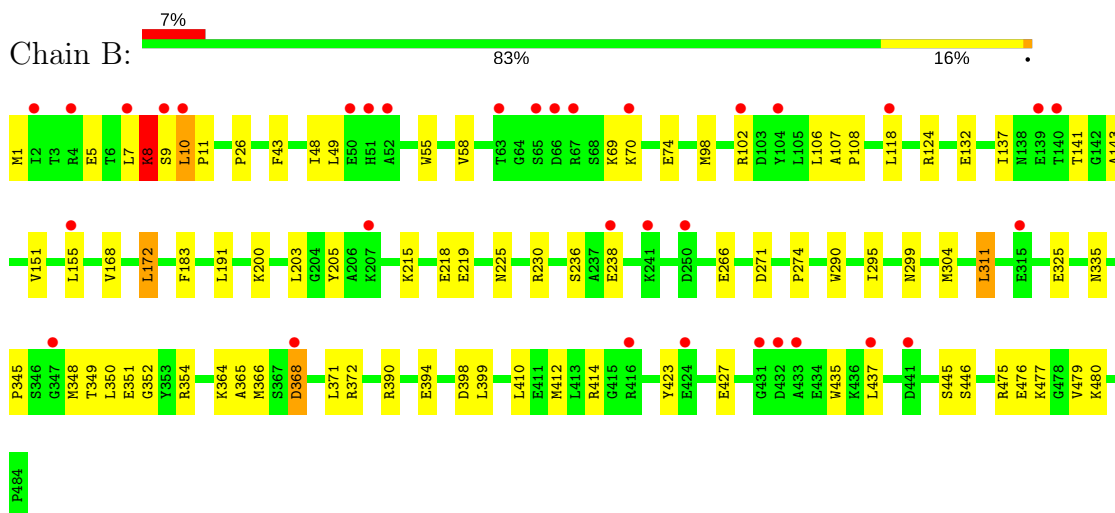 7%
Chain B:
83% 16% •
M1 I2 T3 R4 E5 T6 L7 K8 S9 L10 P11 P26 F43 I48 L49 E50 H51 A52 W55 V58 T63 G64 S65 D66 R67 S68 K69 K70 E74 M98 R102 D103 Y104 L105 L106 A107 P108 L118 R124 E132 I137 N138 E139 T140 T141 G142
V151 L155 V168 L172 F183 L191 K200 L203 G204 Y205 A206 K207 K215 E218 E219 N225 R230 S236 A237 E238 K241 D250 E266 D271 P274 W290 I295 N299 M304 L311 E315 E325 N335
P345 S346 G347 M348 T349 L350 E351 G352 Y353 R354 K364 A365 M366 S367 D368 L371 R372 R390 E394 D398 L399 L410 E411 M412 L413 R414 G415 R416 Y423 E424 E427 G431 D432 A433 E434 W435 K436 L437 D441 S445 S446 R475 E476 K477 G478 V479 K480
P484